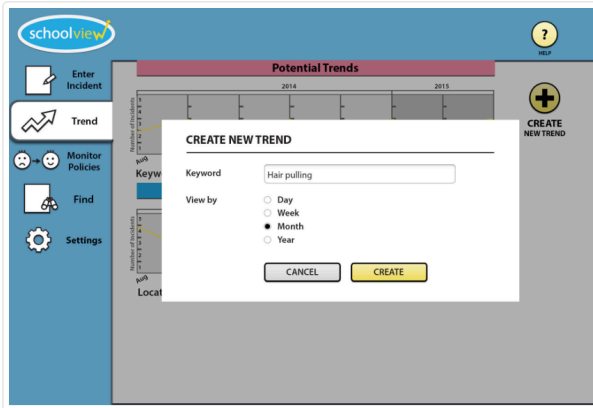 schoolview
?
HELP
Enter
Incident
Trend
Monitor
Policies
Find
Settings
Potential Trends
2014 2015
Number of Incidents
Aug
Keyw
Number of Incidents
Aug
Locat
CREATE
NEW TREND
CREATE NEW TREND
Keyword Hair pulling
View by Day
Week
Month
Year
CANCEL CREATE